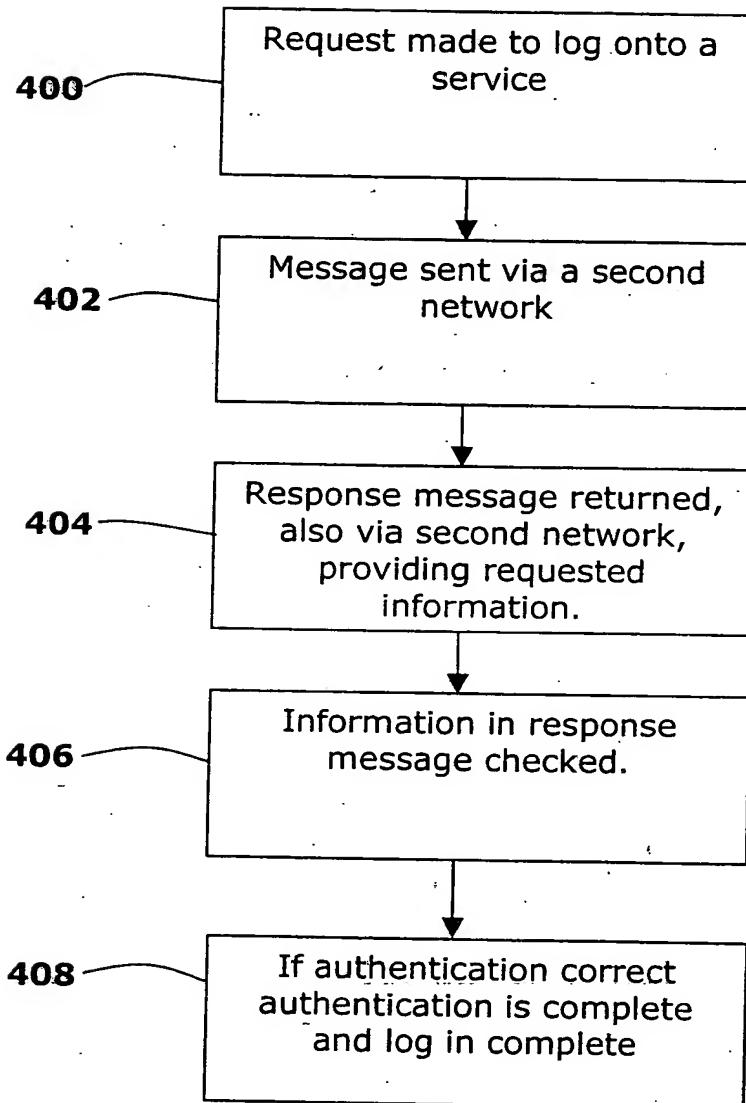 400
Request made to log onto a
service
402
Message sent via a second
network
404
Response message returned,
also via second network,
providing requested
information.
406
Information in response
message checked.
408
If authentication correct
authentication is complete
and log in complete